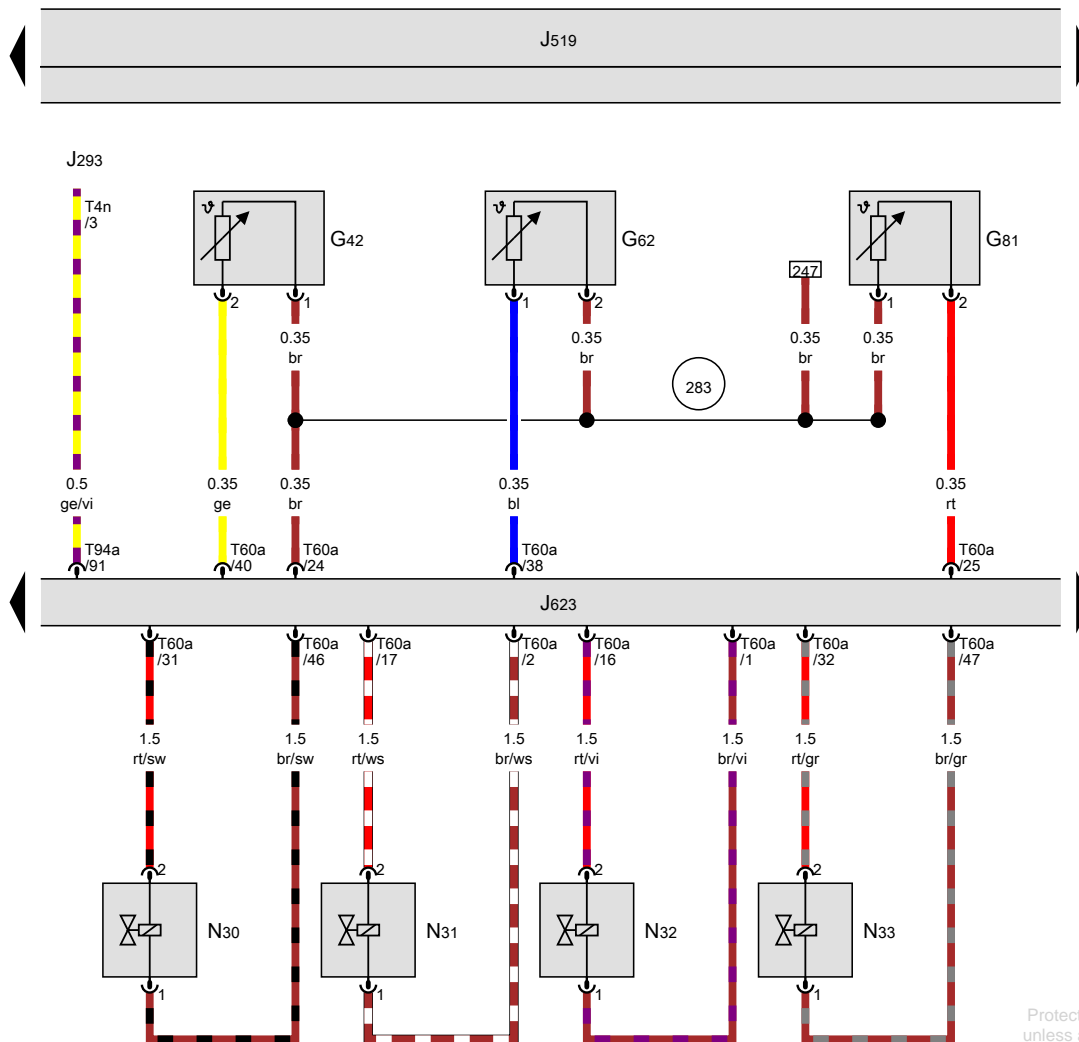 J519
J293
T4n
/3
G42
G62
G81
247
2
1
1
2
1
2
0.35
br
0.35
br
0.35
br
0.35
br
283
0.5
ge/vi
0.35
ge
0.35
br
0.35
bl
0.35
rt
T94a
/91
T60a
/40
T60a
/24
T60a
/38
T60a
/25
J623
T60a
/31
T60a
/46
T60a
/17
T60a
/2
T60a
/16
T60a
/1
T60a
/32
T60a
/47
1.5
rt/sw
1.5
br/sw
1.5
rt/ws
1.5
br/ws
1.5
rt/vi
1.5
br/vi
1.5
rt/gr
1.5
br/gr
2
2
2
2
N30
N31
N32
N33
1
1
1
1
Protect
unless